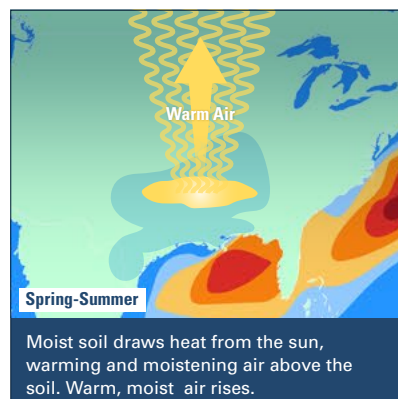 Warm Air
Spring-Summer
Moist soil draws heat from the sun,
warming and moistening air above the
soil. Warm, moist  air rises.